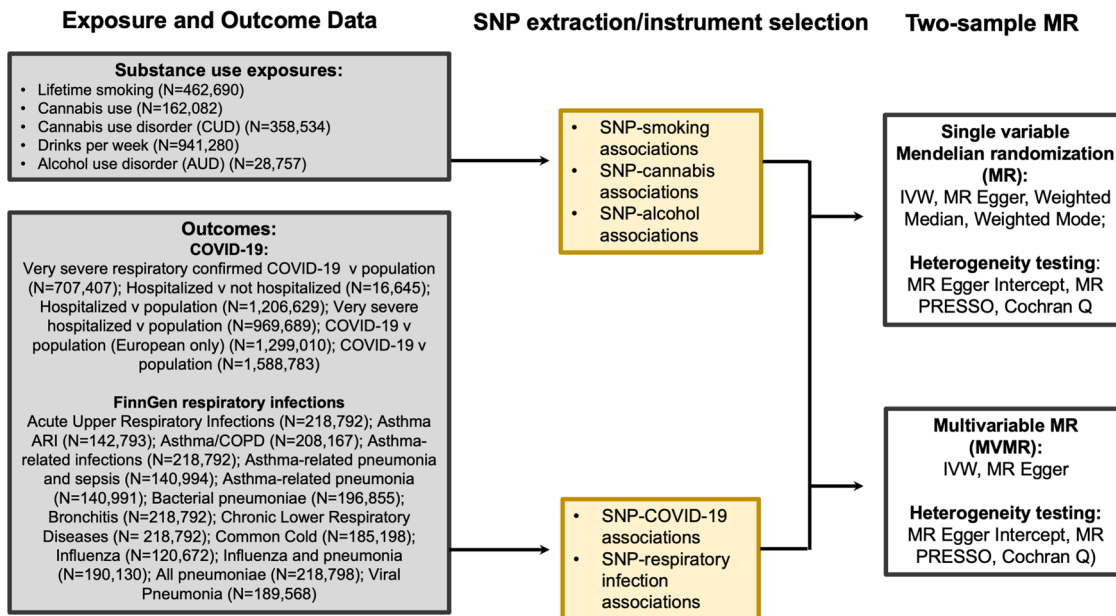 Exposure and Outcome Data
SNP extraction/instrument selection
Two-sample MR
Substance use exposures:
• Lifetime smoking (N=462,690)
• Cannabis use (N=162,082)
• Cannabis use disorder (CUD) (N=358,534)
• Drinks per week (N=941,280)
• Alcohol use disorder (AUD) (N=28,757)
Outcomes:
COVID-19:
Very severe respiratory confirmed COVID-19 v population
(N=707,407); Hospitalized v not hospitalized (N=16,645);
Hospitalized v population (N=1,206,629); Very severe
hospitalized v population (N=969,689); COVID-19 v
population (European only) (N=1,299,010); COVID-19 v
population (N=1,588,783)
FinnGen respiratory infections
Acute Upper Respiratory Infections (N=218,792); Asthma
ARI (N=142,793); Asthma/COPD (N=208,167); Asthma-
related infections (N=218,792); Asthma-related pneumonia
and sepsis (N=140,994); Asthma-related pneumonia
(N=140,991); Bacterial pneumoniae (N=196,855);
Bronchitis (N=218,792); Chronic Lower Respiratory
Diseases (N= 218,792); Common Cold (N=185,198);
Influenza (N=120,672); Influenza and pneumonia
(N=190,130); All pneumoniae (N=218,798); Viral
Pneumonia (N=189,568)
• SNP-smoking
associations
• SNP-cannabis
associations
• SNP-alcohol
associations
• SNP-COVID-19
associations
• SNP-respiratory
infection
associations
Single variable
Mendelian randomization
(MR):
IVW, MR Egger, Weighted
Median, Weighted Mode;
Heterogeneity testing:
MR Egger Intercept, MR
PRESSO, Cochran Q
Multivariable MR
(MVMR):
IVW, MR Egger
Heterogeneity testing:
MR Egger Intercept, MR
PRESSO, Cochran Q)